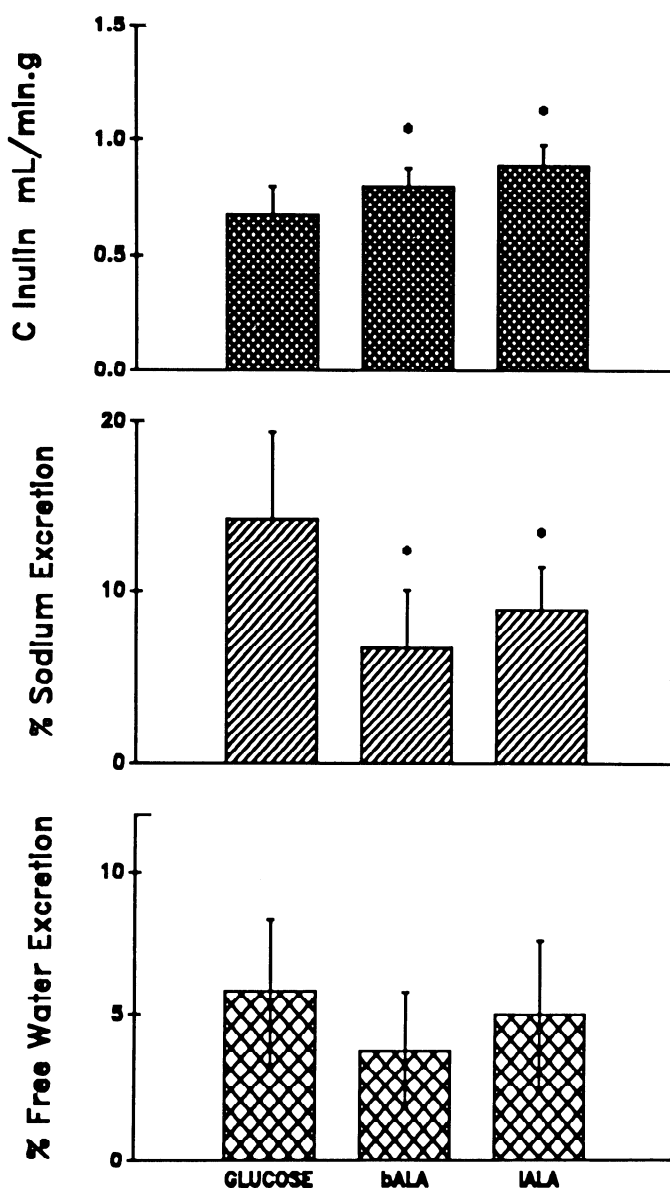 C Inulin mL/min.g
1.5
1.0
0.5
0.0
% Sodium Excretion
20
10
0
% Free Water Excretion
10
5
0
GLUCOSE bALA lALA